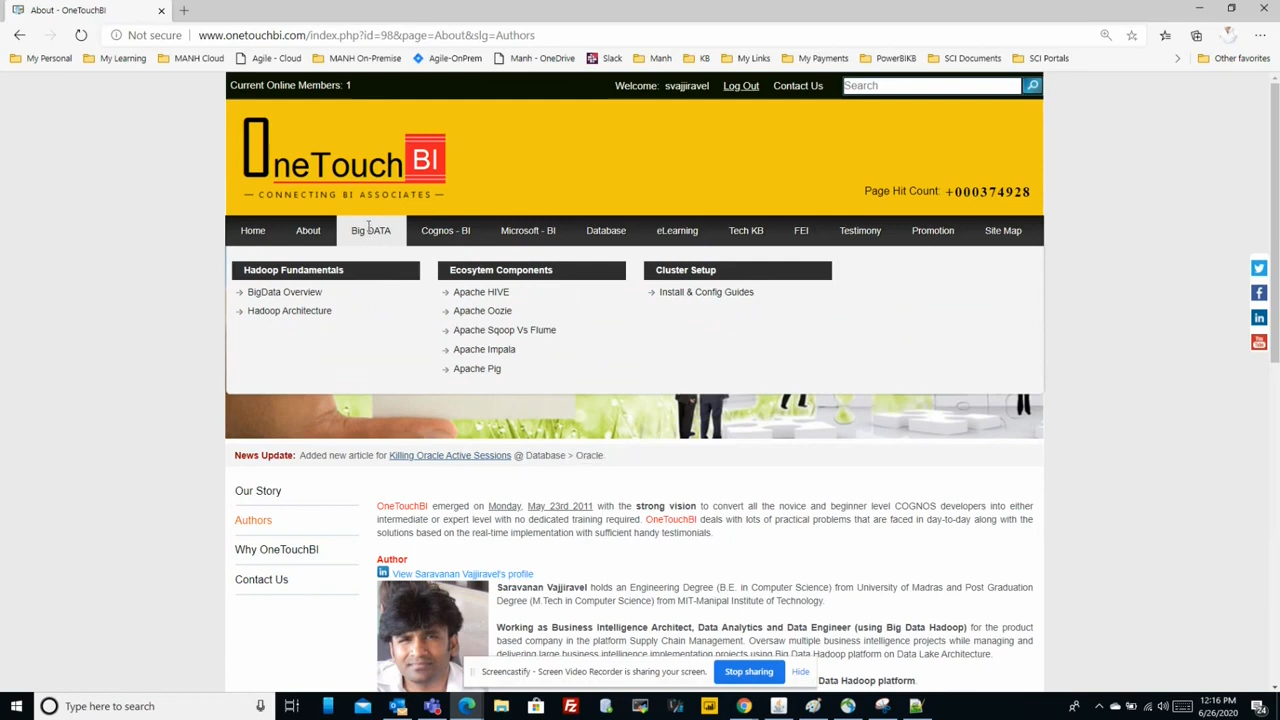 About - OneTouchBI
Not secure www.onetouchbi.com/index.php?id=98&page=About&slg=Authors
My Personal My Learning MANH Cloud Agile - Cloud MANH On-Premise Agile-OnPrem Manh - OneDrive Slack Manh KB My Links My Payments PowerBIKB SCI Documents SCI Portals Other favorites
Current Online Members: 1 Welcome: svajjiravel Log Out Contact Us Search
OneTouch BI
— CONNECTING BI ASSOCIATES —
Page Hit Count: +000374928
Home About Big DATA Cognos - BI Microsoft - BI Database eLearning Tech KB FEI Testimony Promotion Site Map
Hadoop Fundamentals Ecosytem Components Cluster Setup
BigData Overview Apache HIVE Install & Config Guides
Hadoop Architecture Apache Oozie
Apache Sqoop Vs Flume
Apache Impala
Apache Pig
News Update: Added new article for Killing Oracle Active Sessions @ Database > Oracle.
Our Story
Authors
Why OneTouchBI
Contact Us
OneTouchBI emerged on Monday, May 23rd 2011 with the strong vision to convert all the novice and beginner level COGNOS developers into either
intermediate or expert level with no dedicated training required. OneTouchBI deals with lots of practical problems that are faced in day-to-day along with the
solutions based on the real-time implementation with sufficient handy testimonials.
Author
in View Saravanan Vajjiravel's profile
Saravanan Vajjiravel holds an Engineering Degree (B.E. in Computer Science) from University of Madras and Post Graduation
Degree (M.Tech in Computer Science) from MIT-Manipal Institute of Technology.
Working as Business Intelligence Architect, Data Analytics and Data Engineer (using Big Data Hadoop) for the product
based company in the platform Supply Chain Management. Oversaw multiple business intelligence projects while managing and
delivering large business intelligence implementation projects using Big Data Hadoop platform on Data Lake Architecture.
Data Hadoop platform.
Screencastify - Screen Video Recorder is sharing your screen. Stop sharing Hide
Type here to search
12:16 PM
6/26/2020
24